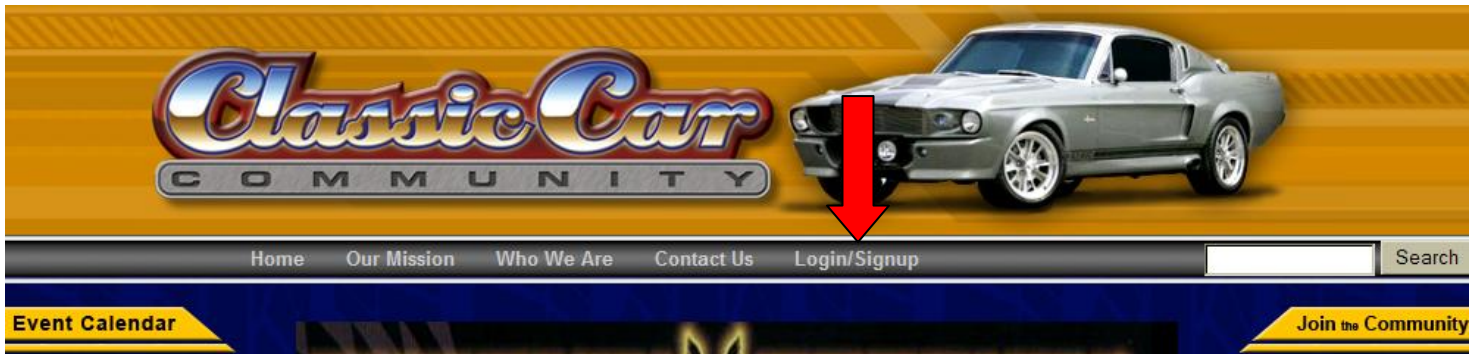 Classic Car
COMMUNITY
Home Our Mission Who We Are Contact Us Login/Signup Search
Event Calendar Join the Community